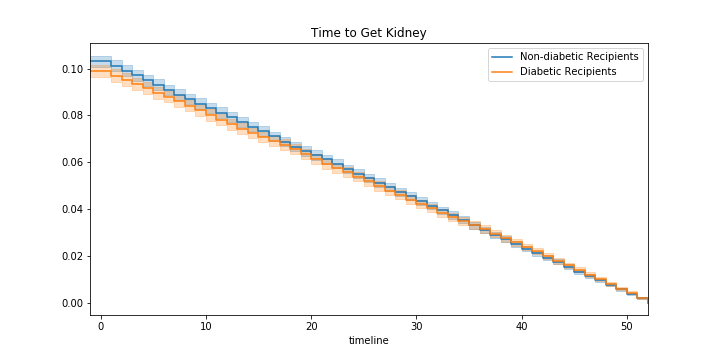 Time to Get Kidney
Non-diabetic Recipients
Diabetic Recipients
0.10
0.08
0.06
0.04
0.02
0.00
0 10 20 30 40 50
timeline